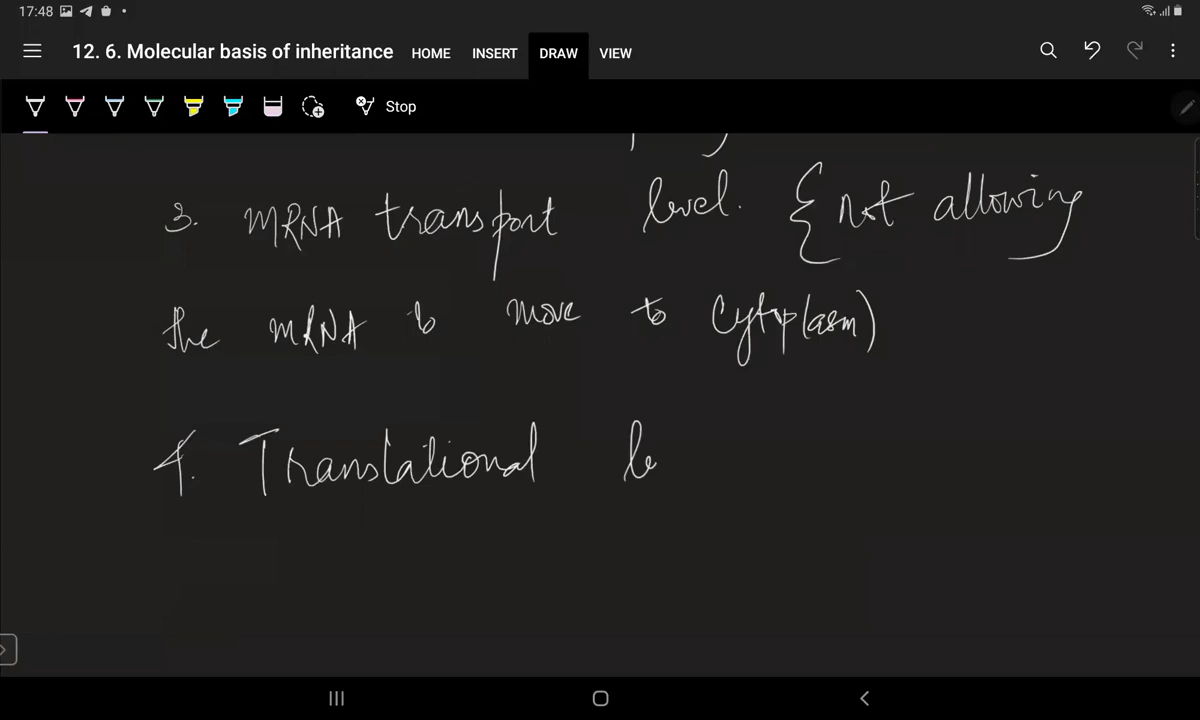 17:48
12. 6. Molecular basis of inheritance HOME INSERT DRAW VIEW
Stop
3. mRNA transport level. { not allowing
the mRNA to move to Cytoplasm)
4. Translational le